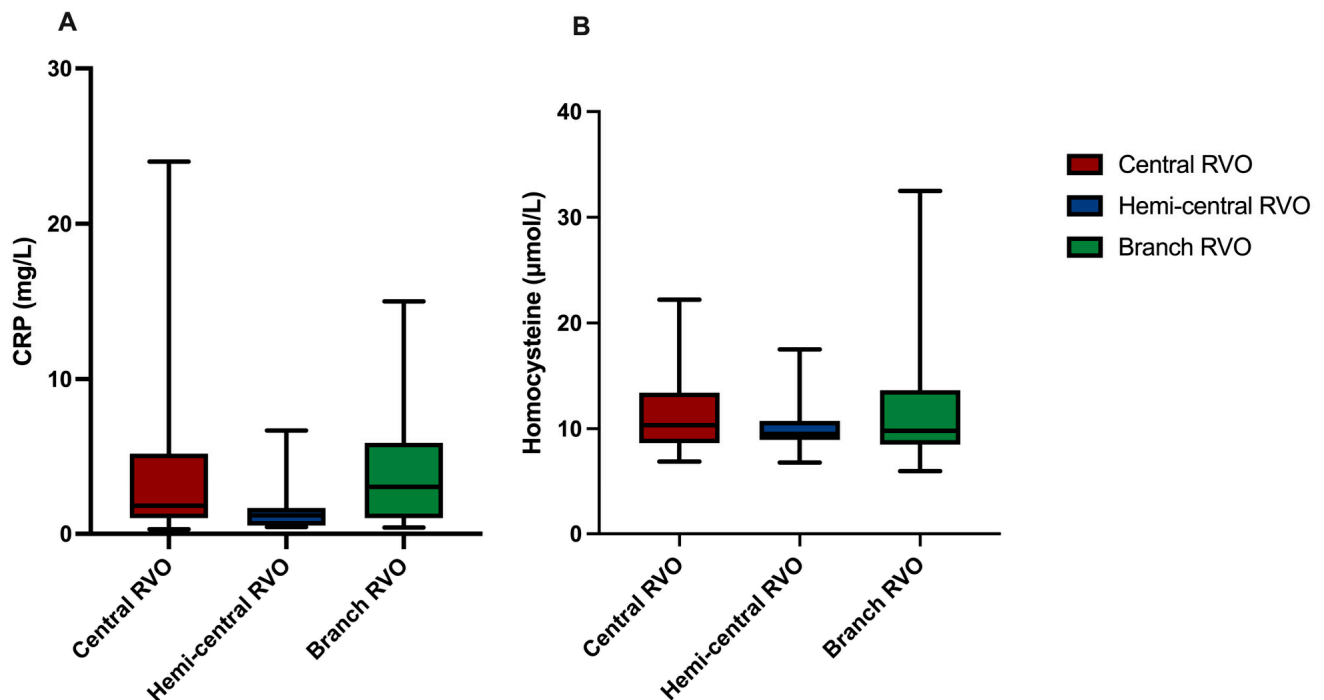 A
CRP (mg/L)
30
20
10
0
Central RVO
Hemi-central RVO
Branch RVO
B
Homocysteine (µmol/L)
40
30
20
10
0
Central RVO
Hemi-central RVO
Branch RVO
Central RVO
Hemi-central RVO
Branch RVO